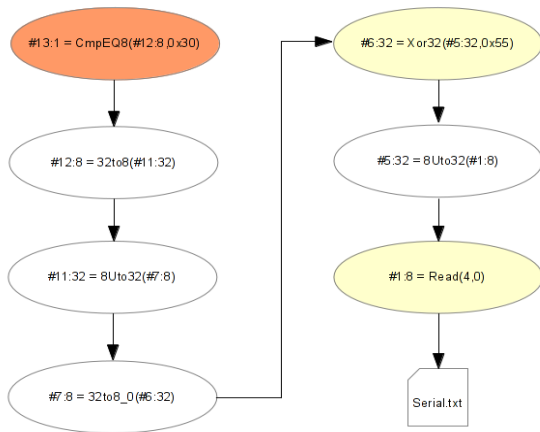 #13:1 = CmpEQ8(#12:8,0x30)
#12:8 = 32to8(#11:32)
#11:32 = 8Uto32(#7:8)
#7:8 = 32to8_0(#6:32)
#6:32 = Xor32(#5:32,0x55)
#5:32 = 8Uto32(#1:8)
#1:8 = Read(4,0)
Serial.txt